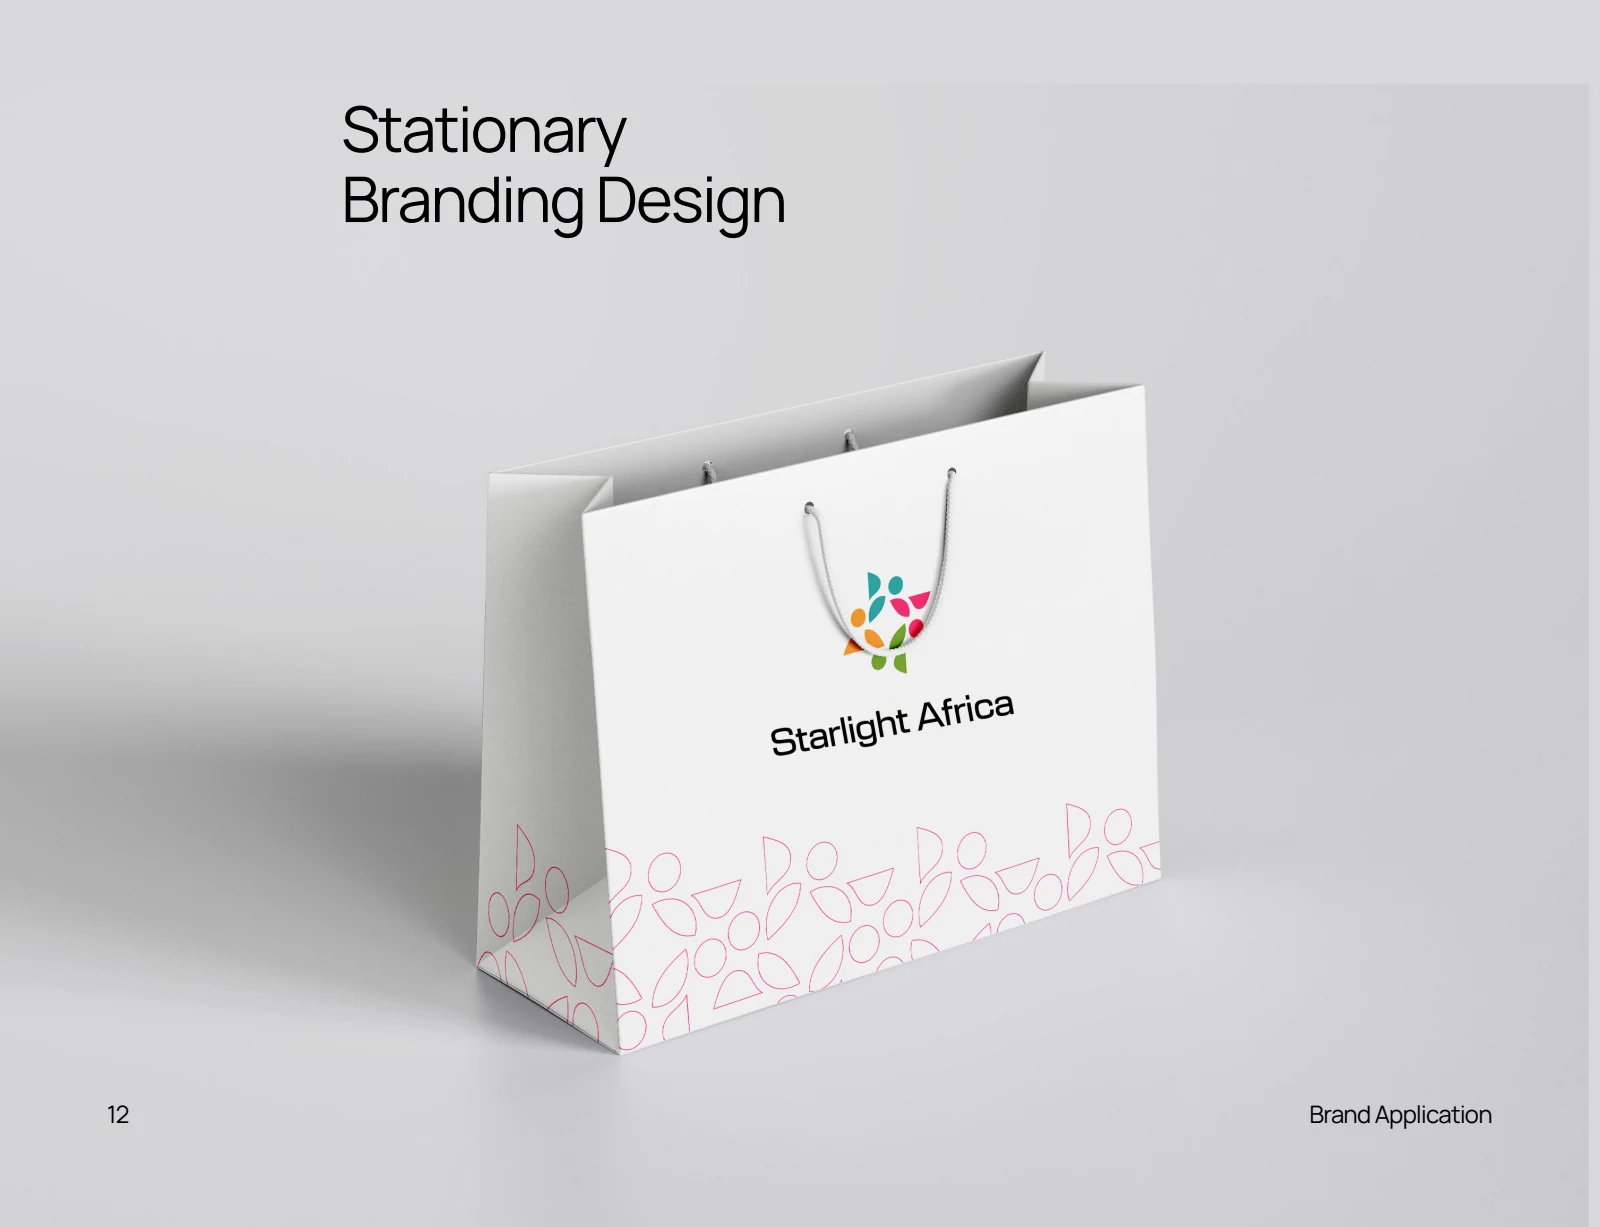 Stationary
Branding Design
Starlight Africa
12
Brand Application